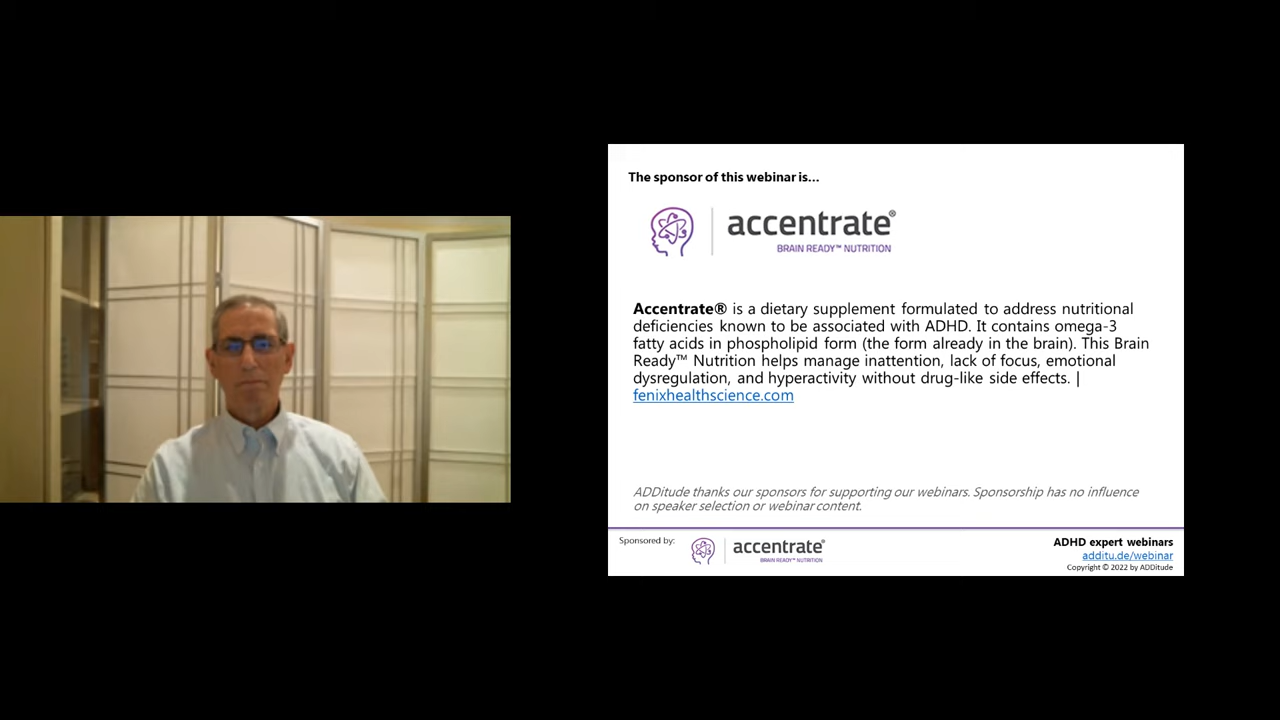 The sponsor of this webinar is...
accentrate®
BRAIN READY™ NUTRITION
Accentrate® is a dietary supplement formulated to address nutritional
deficiencies known to be associated with ADHD. It contains omega-3
fatty acids in phospholipid form (the form already in the brain). This Brain
Ready™ Nutrition helps manage inattention, lack of focus, emotional
dysregulation, and hyperactivity without drug-like side effects. |
fenixhealthscience.com
ADDitude thanks our sponsors for supporting our webinars. Sponsorship has no influence
on speaker selection or webinar content.
Sponsored by:
accentrate®
BRAIN READY™ NUTRITION
ADHD expert webinars
additu.de/webinar
Copyright © 2022 by ADDitude